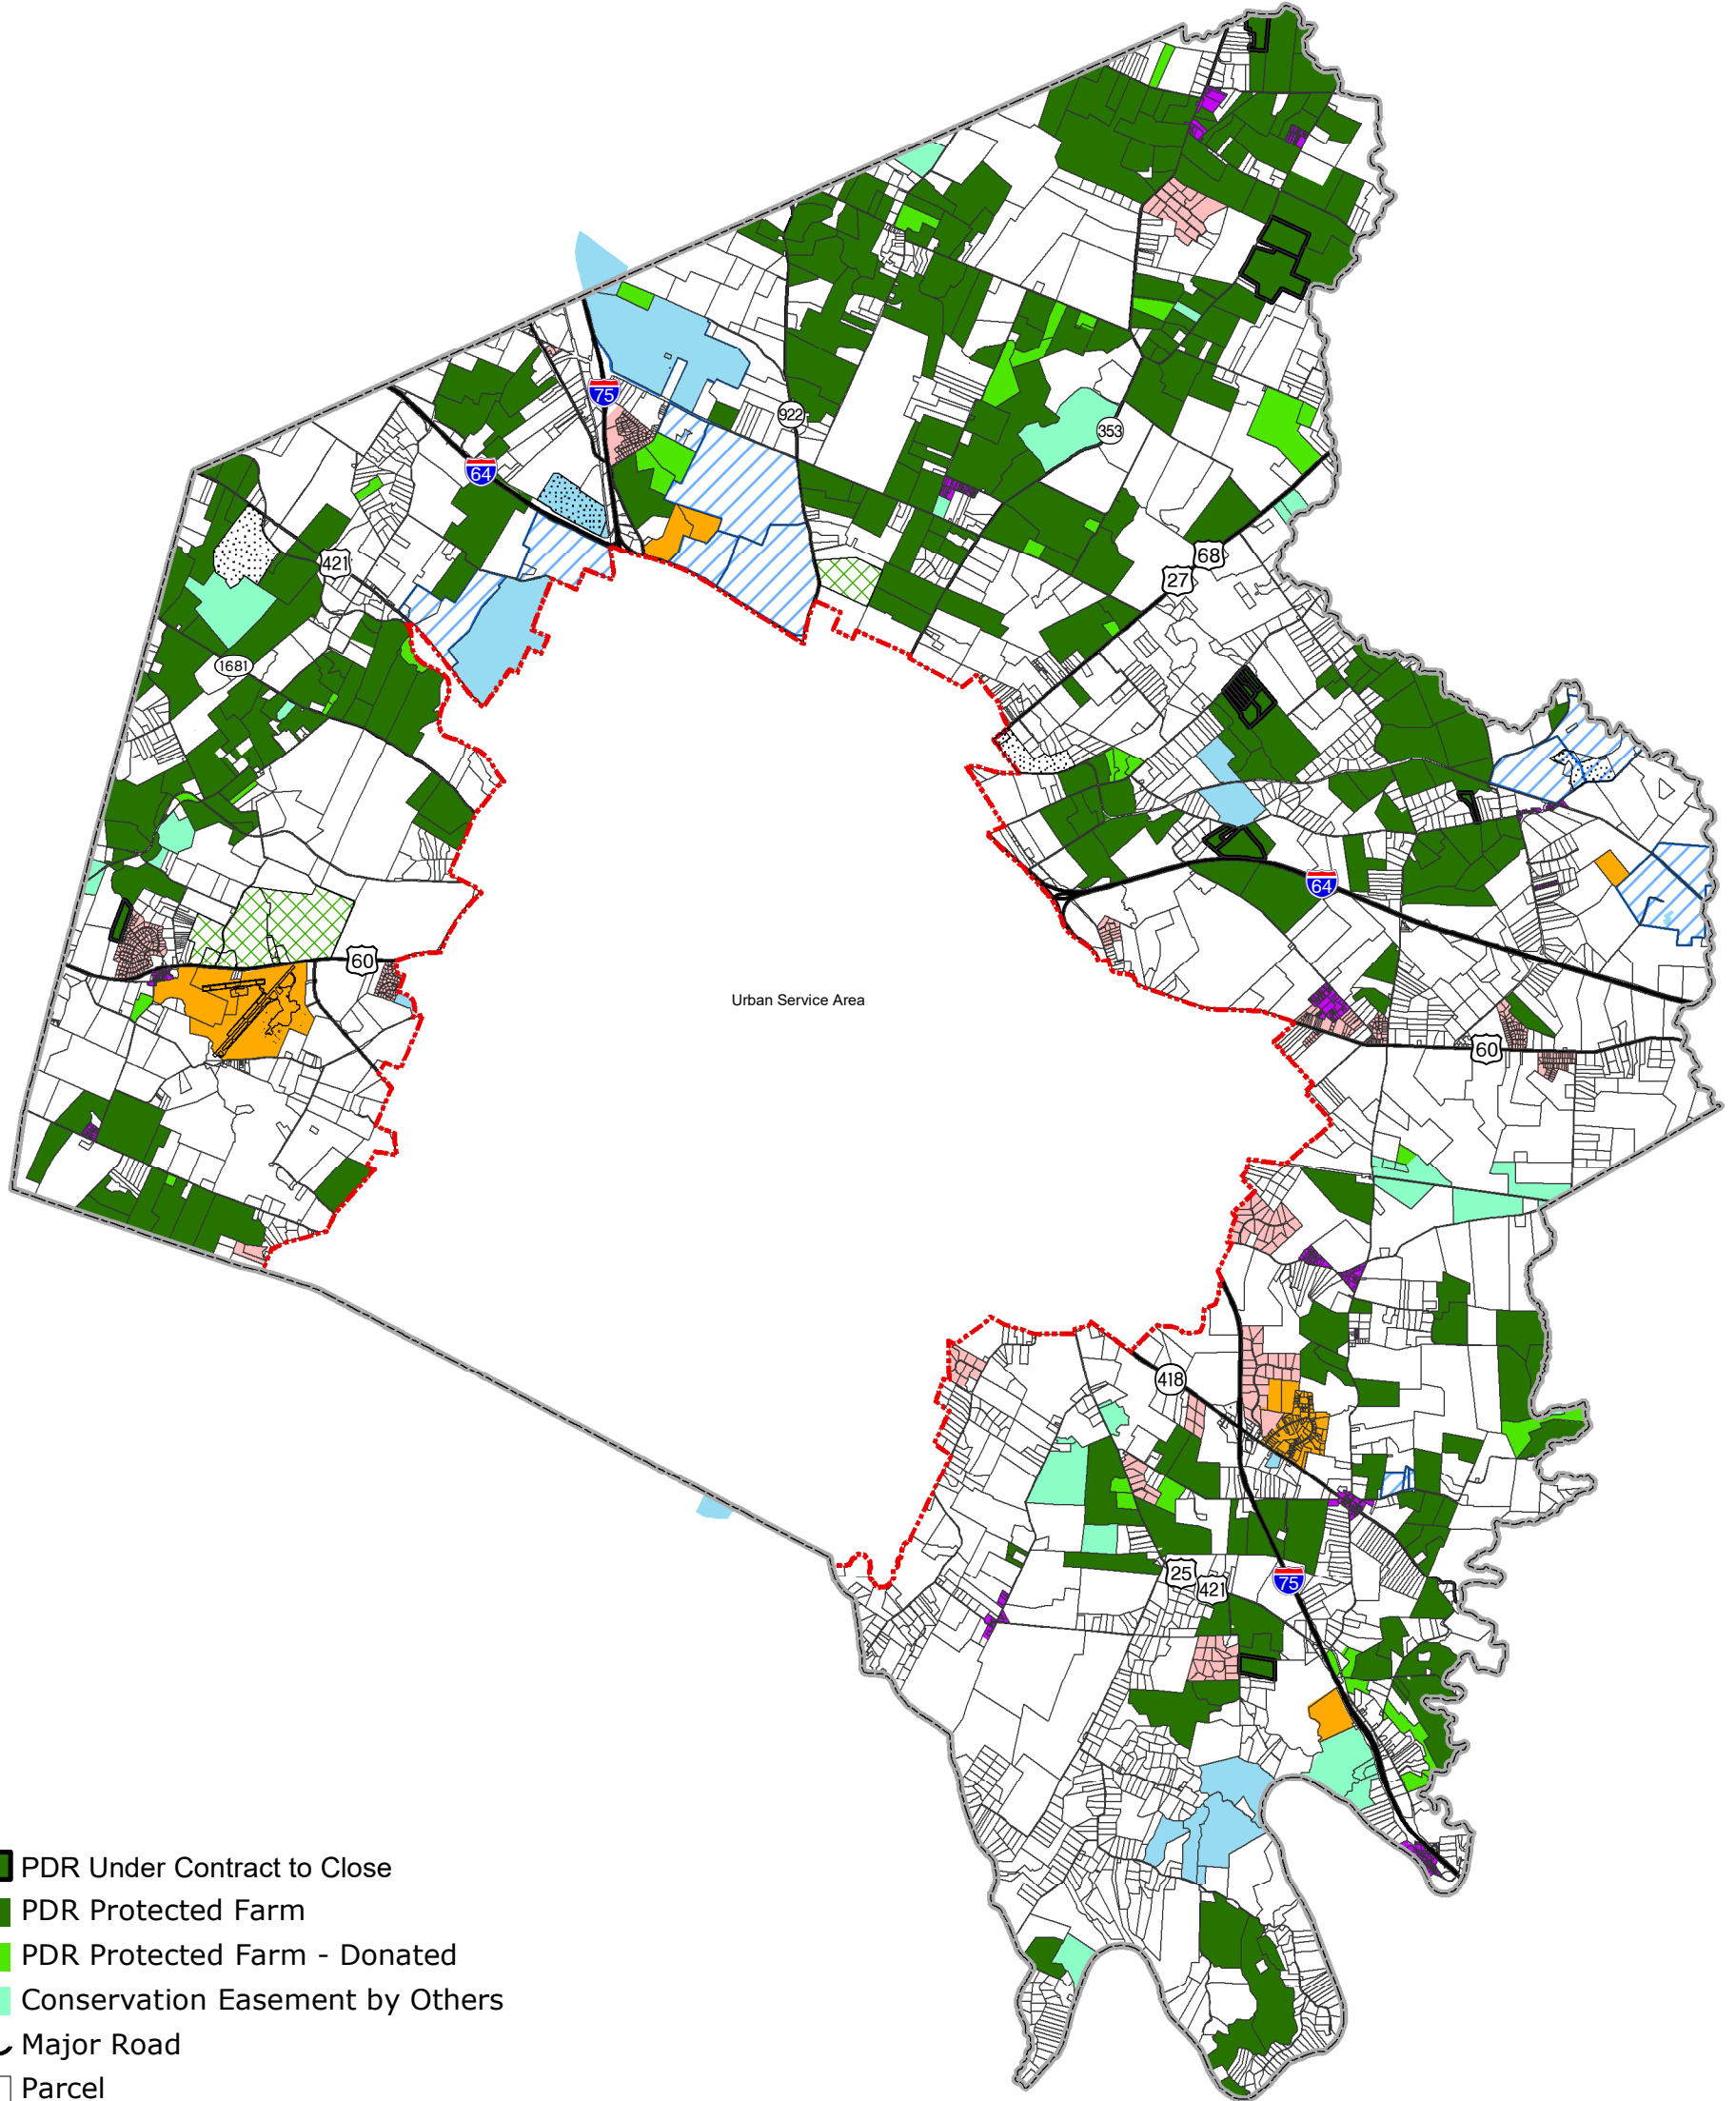 75
922
353
64
68
27
421
1681
64
60
Urban Service Area
60
418
25
421
75
PDR Under Contract to Close
PDR Protected Farm
PDR Protected Farm - Donated
Conservation Easement by Others
Major Road
Parcel